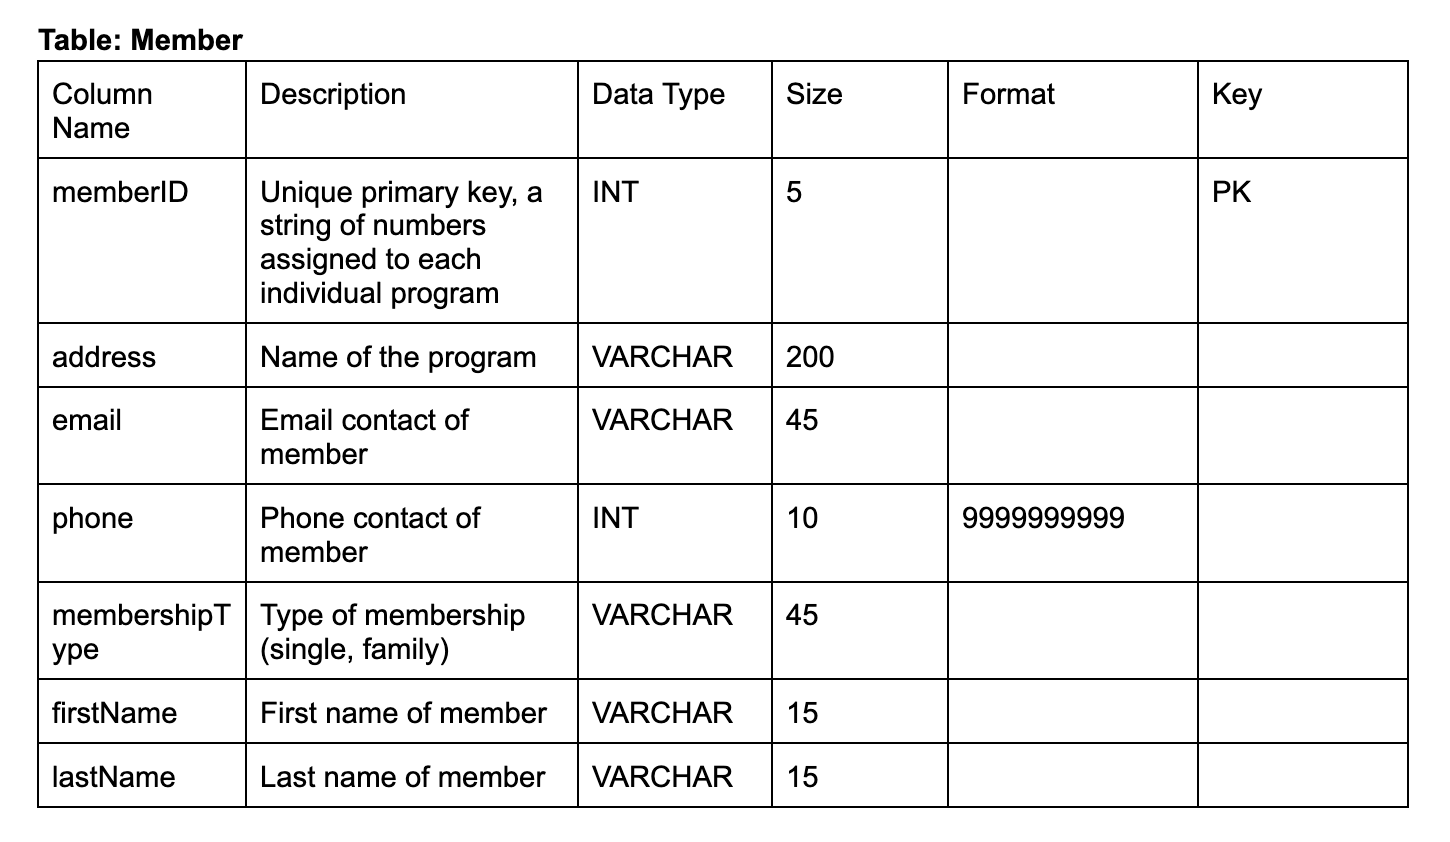 Table: Member
Column Name	Description	Data Type	Size	Format	Key
memberID	Unique primary key, a string of numbers assigned to each individual program	INT	5		PK
address	Name of the program	VARCHAR	200		
email	Email contact of member	VARCHAR	45		
phone	Phone contact of member	INT	10	9999999999	
membershipType	Type of membership (single, family)	VARCHAR	45		
firstName	First name of member	VARCHAR	15		
lastName	Last name of member	VARCHAR	15